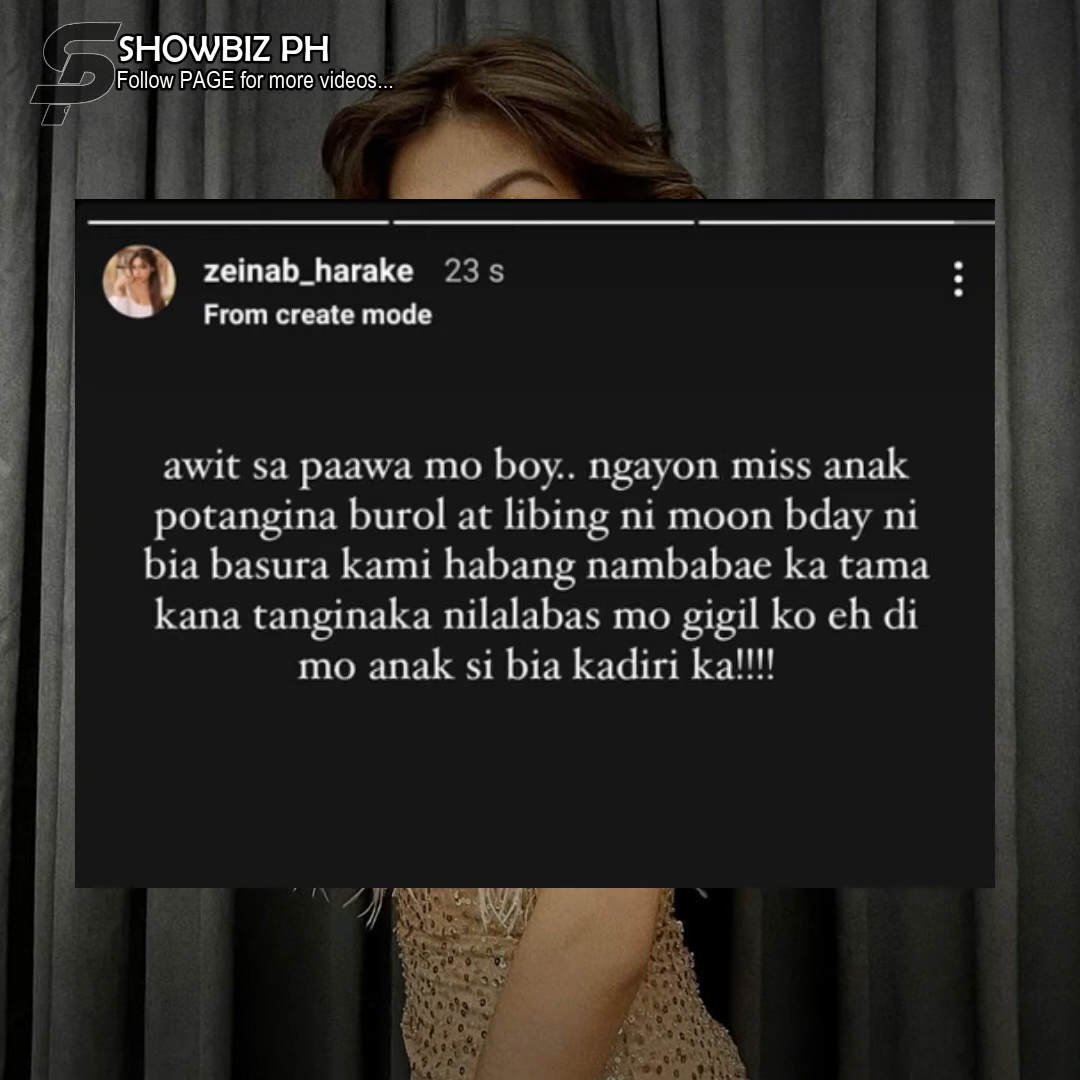 SHOWBIZ PH
Follow PAGE for more videos...
zeinab_harake 23 s
From create mode
awit sa paawa mo boy.. ngayon miss anak
potangina burol at libing ni moon bday ni
bia basura kami habang nambabae ka tama
kana tanginaka nilalabas mo gigil ko eh di
mo anak si bia kadiri ka!!!!